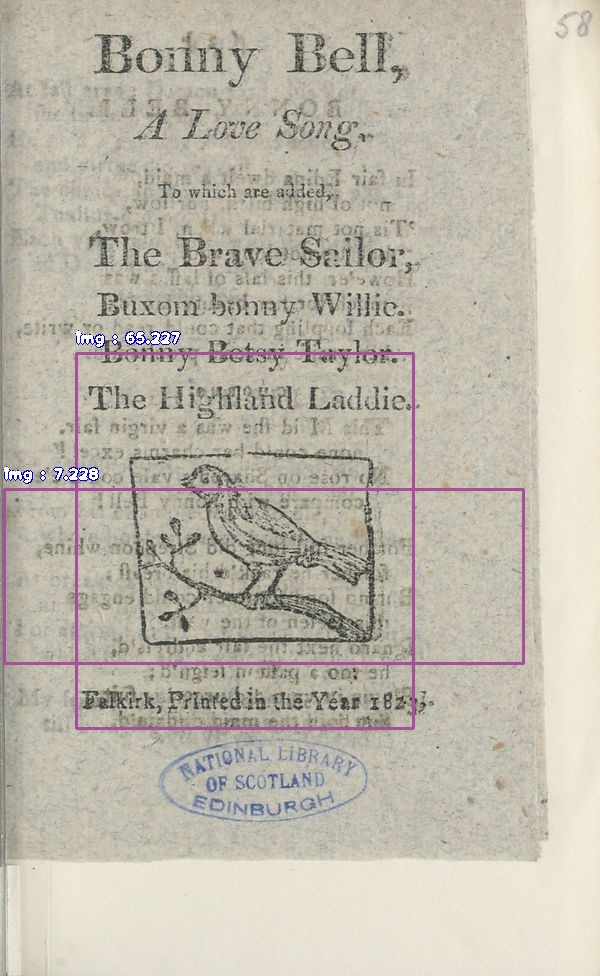 58
Bonny Bell,
A Love Song.
To which are added,
The Brave Sailor,
Buxom bonny Willie.
Bonny Betsy Taylor.
The Highland Laddie.
Img : 65.227
Img : 7.228
Falkirk, Printed in the Year 1823.
NATIONAL LIBRARY
OF SCOTLAND
EDINBURGH